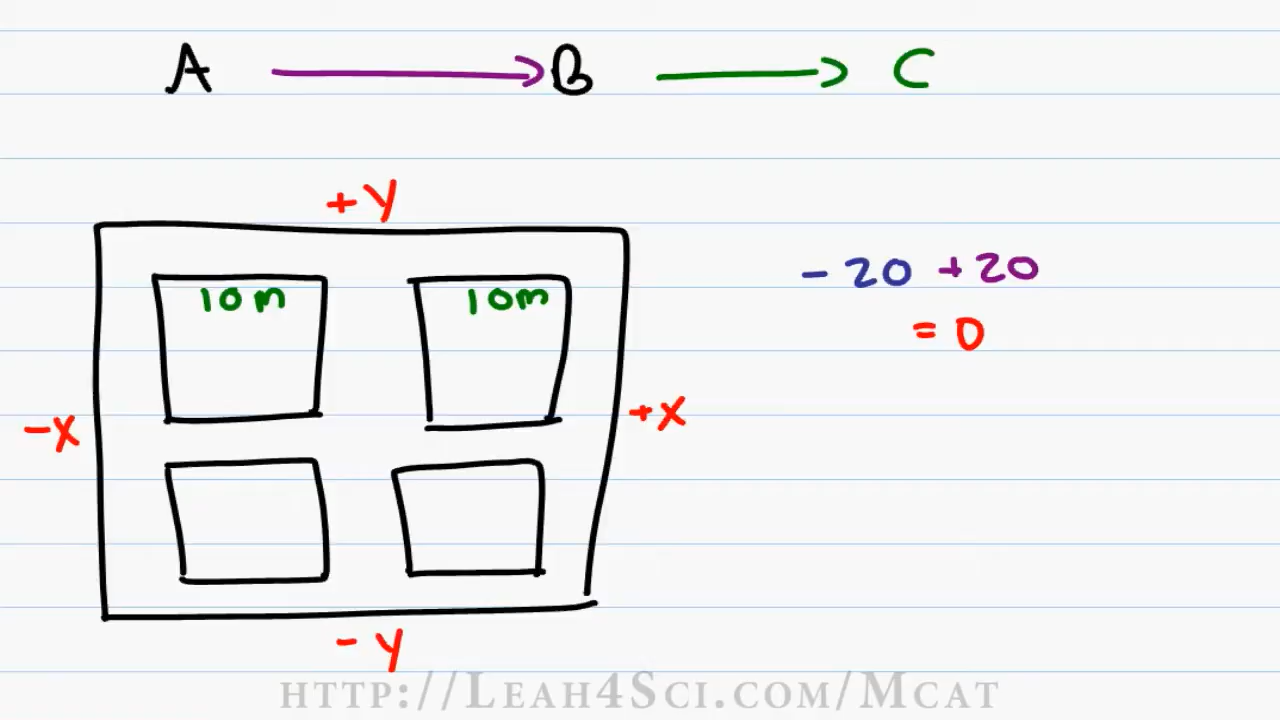 A → B → C
+Y
10m 10m
-20 +20
= 0
-X +X
-Y
HTTP://LEAH4SCI.COM/MCAT